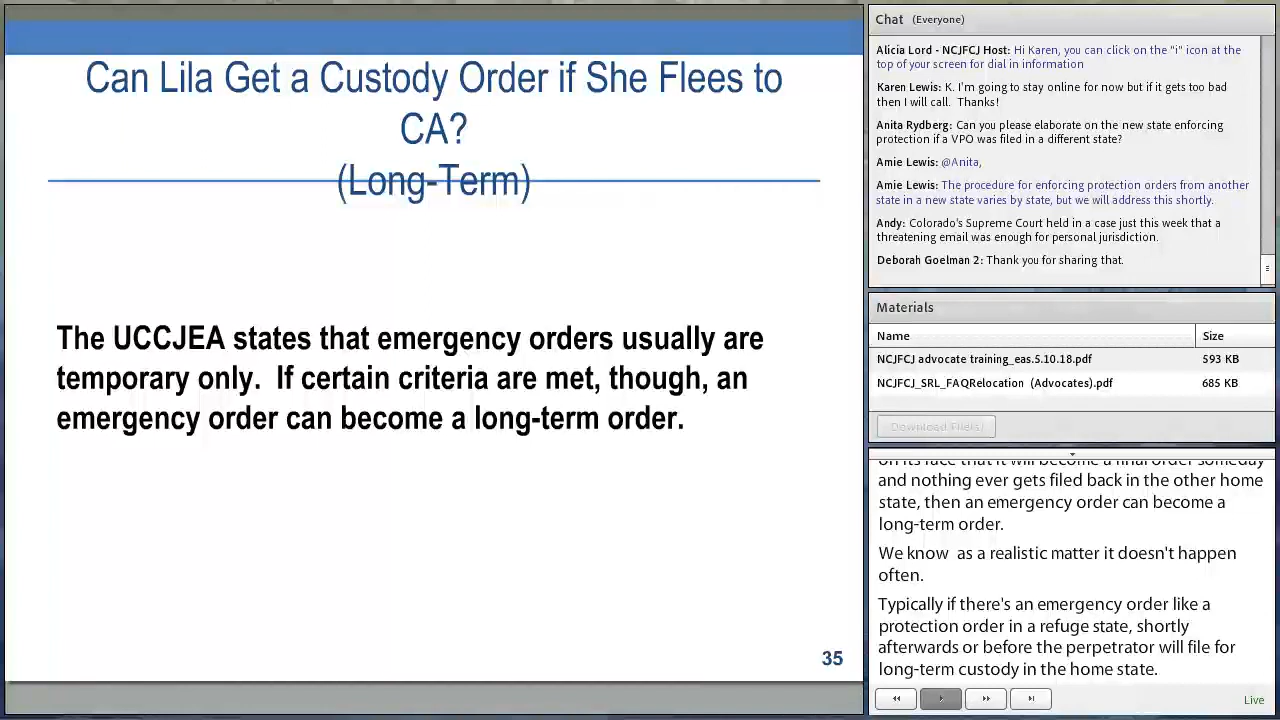 Can Lila Get a Custody Order if She Flees to
CA?
(Long-Term)
The UCCJEA states that emergency orders usually are
temporary only.  If certain criteria are met, though, an
emergency order can become a long-term order.
35
Chat (Everyone)
Alicia Lord - NCJFCJ Host: Hi Karen, you can click on the "i" icon at the
top of your screen for dial in information
Karen Lewis: K. I'm going to stay online for now but if it gets too bad
then I will call.  Thanks!
Anita Rydberg: Can you please elaborate on the new state enforcing
protection if a VPO was filed in a different state?
Amie Lewis: @Anita,
Amie Lewis: The procedure for enforcing protection orders from another
state in a new state varies by state, but we will address this shortly.
Andy: Colorado's Supreme Court held in a case just this week that a
threatening email was enough for personal jurisdiction.
Deborah Goelman 2: Thank you for sharing that.
Materials
Name Size
NCJFCJ advocate training_eas.5.10.18.pdf 593 KB
NCJFCJ_SRL_FAQRelocation (Advocates).pdf 685 KB
Download File(s)
on its face that it will become a final order someday
and nothing ever gets filed back in the other home
state, then an emergency order can become a
long-term order.
We know  as a realistic matter it doesn't happen
often.
Typically if there's an emergency order like a
protection order in a refuge state, shortly
afterwards or before the perpetrator will file for
long-term custody in the home state.
Live